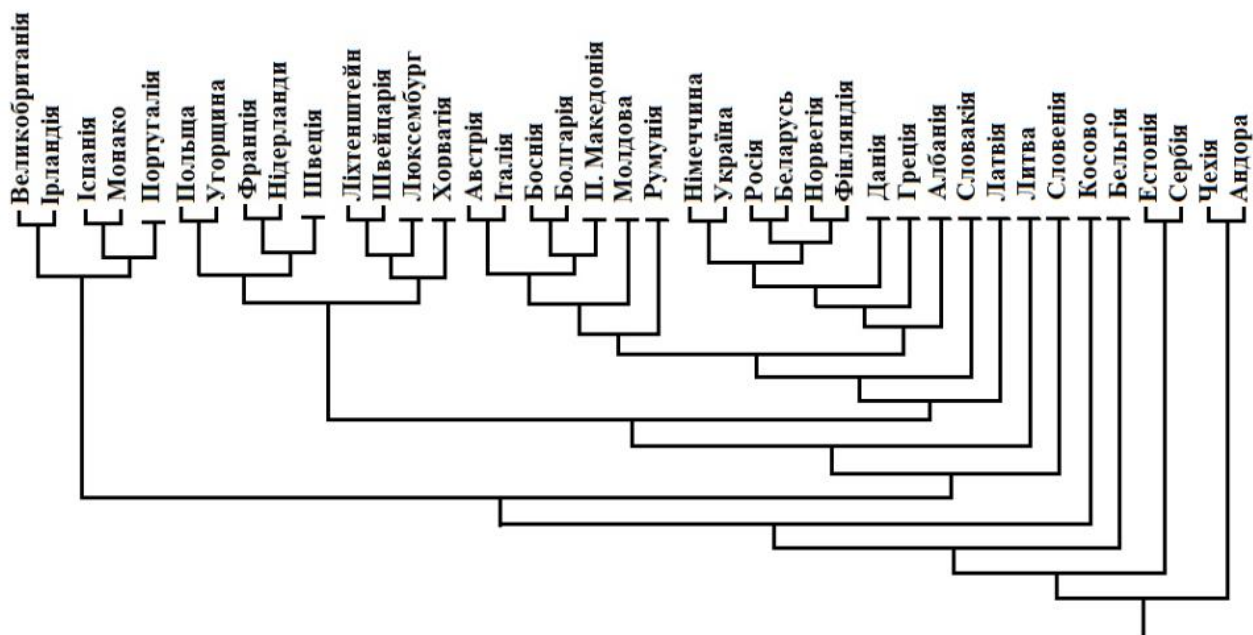 Великобританія
Ірландія
Іспанія
Монако
Португалія
Польща
Угорщина
Франція
Нідерланди
Швеція
Ліхтенштейн
Швейцарія
Люксембург
Хорватія
Австрія
Італія
Боснія
Болгарія
П. Македонія
Молдова
Румунія
Німеччина
Україна
Росія
Беларусь
Норвегія
Фінляндія
Данія
Греція
Албанія
Словакія
Латвія
Литва
Словенія
Косово
Бельгія
Естонія
Сербія
Чехія
Андора